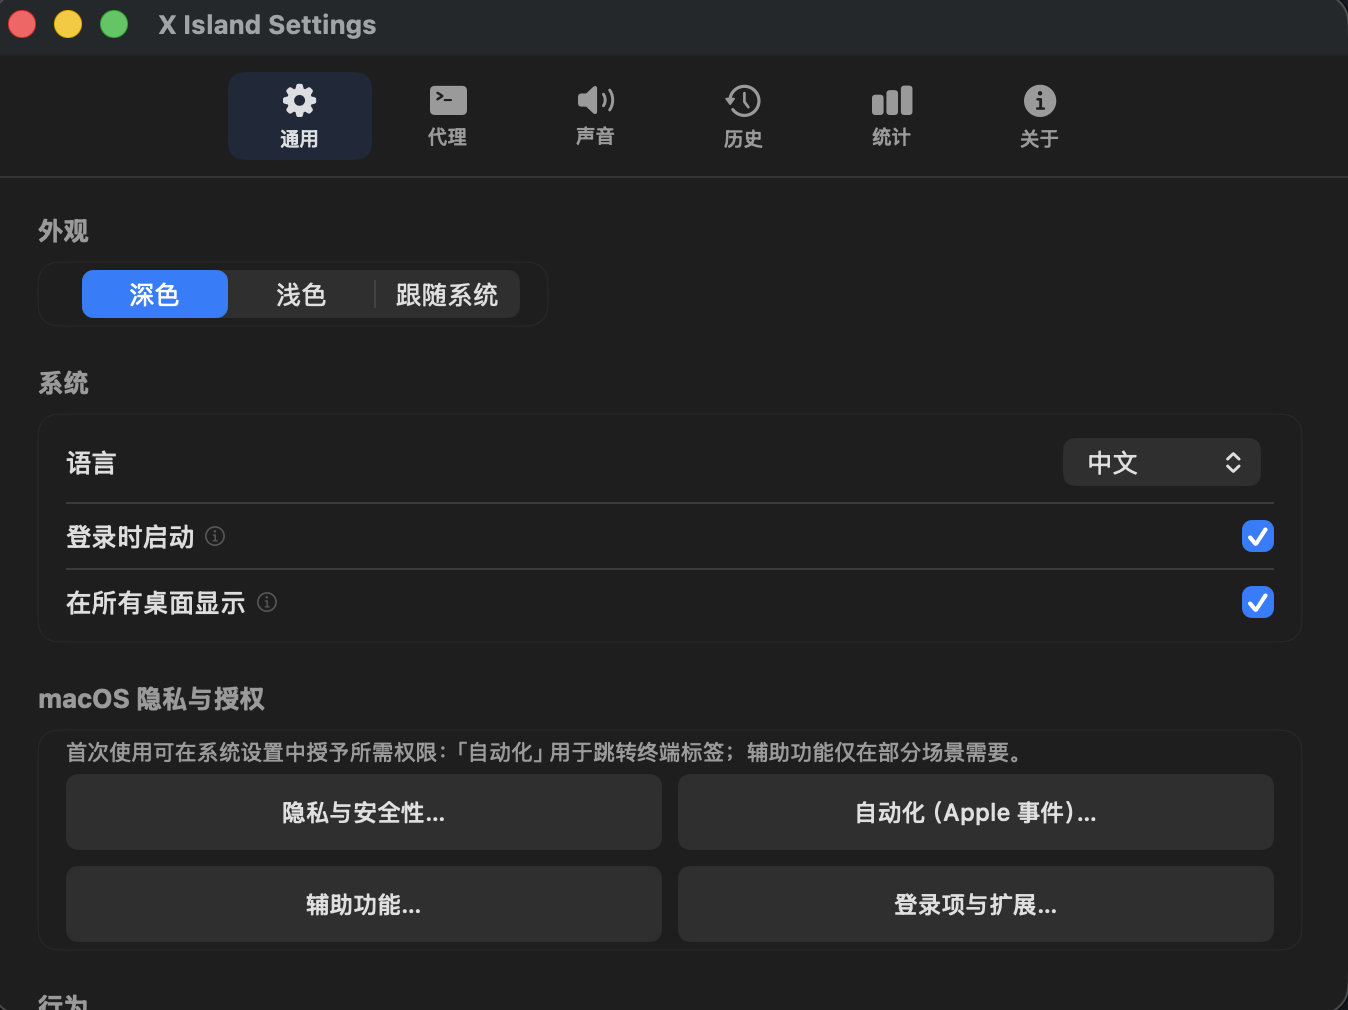 X Island Settings
通用 代理 声音 历史 统计 关于
外观
深色 浅色 跟随系统
系统
语言 中文
登录时启动
在所有桌面显示
macOS 隐私与授权
首次使用可在系统设置中授予所需权限：「自动化」用于跳转终端标签；辅助功能仅在部分场景需要。
隐私与安全性... 自动化（Apple 事件）...
辅助功能... 登录项与扩展...
行为